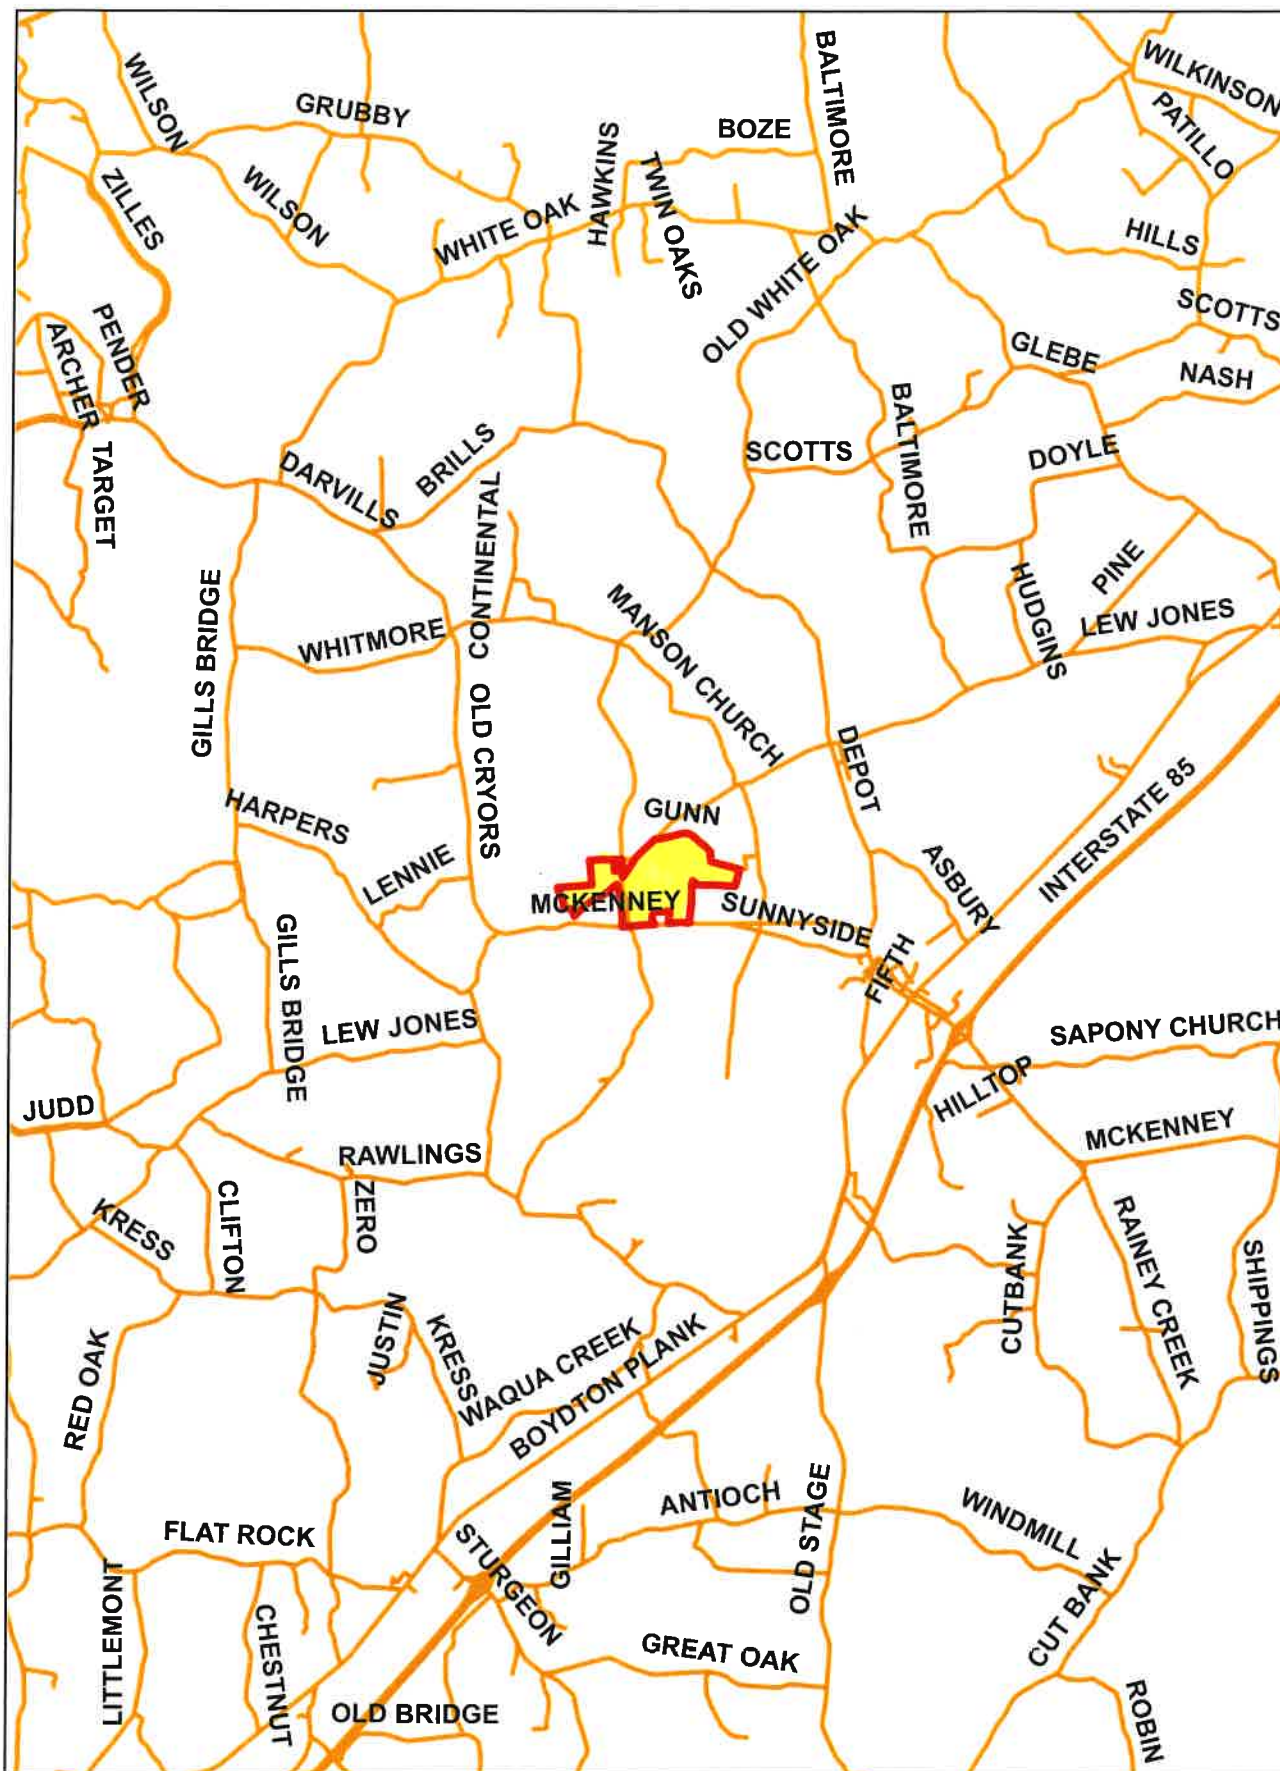 WILSON
GRUBBY
BALTIMORE
WILKINSON
BOZE
PATILLO
HAWKINS
TWIN OAKS
ZILLES
WILSON
WHITE OAK
OLD WHITE OAK
HILLS
SCOTTS
PENDER
ARCHER
GLEBE
NASH
BALTIMORE
TARGET
DARVILLS
BRILLS
SCOTTS
DOYLE
CONTINENTAL
PINE
GILLS BRIDGE
HUDGINS
LEW JONES
WHITMORE
MANSON CHURCH
OLD CRYORS
DEPOT
INTERSTATE 85
HARPERS
GUNN
LENNIE
ASBURY
MCKENNEY
SUNNYSIDE
GILLS BRIDGE
FIFTH
LEW JONES
SAPONY CHURCH
HILLTOP
JUDD
MCKENNEY
RAWLINGS
ZERO
CLIFTON
KRESS
RAINEY CREEK
CUTBANK
SHIPPINGS
JUSTIN
KRESS
WAQUA CREEK
BOYDTON PLANK
RED OAK
OLD STAGE
ANTIOCH
WINDMILL
GILLIAM
FLAT ROCK
STURGEON
CUT BANK
LITTLEMONT
CHESTNUT
GREAT OAK
OLD BRIDGE
ROBIN